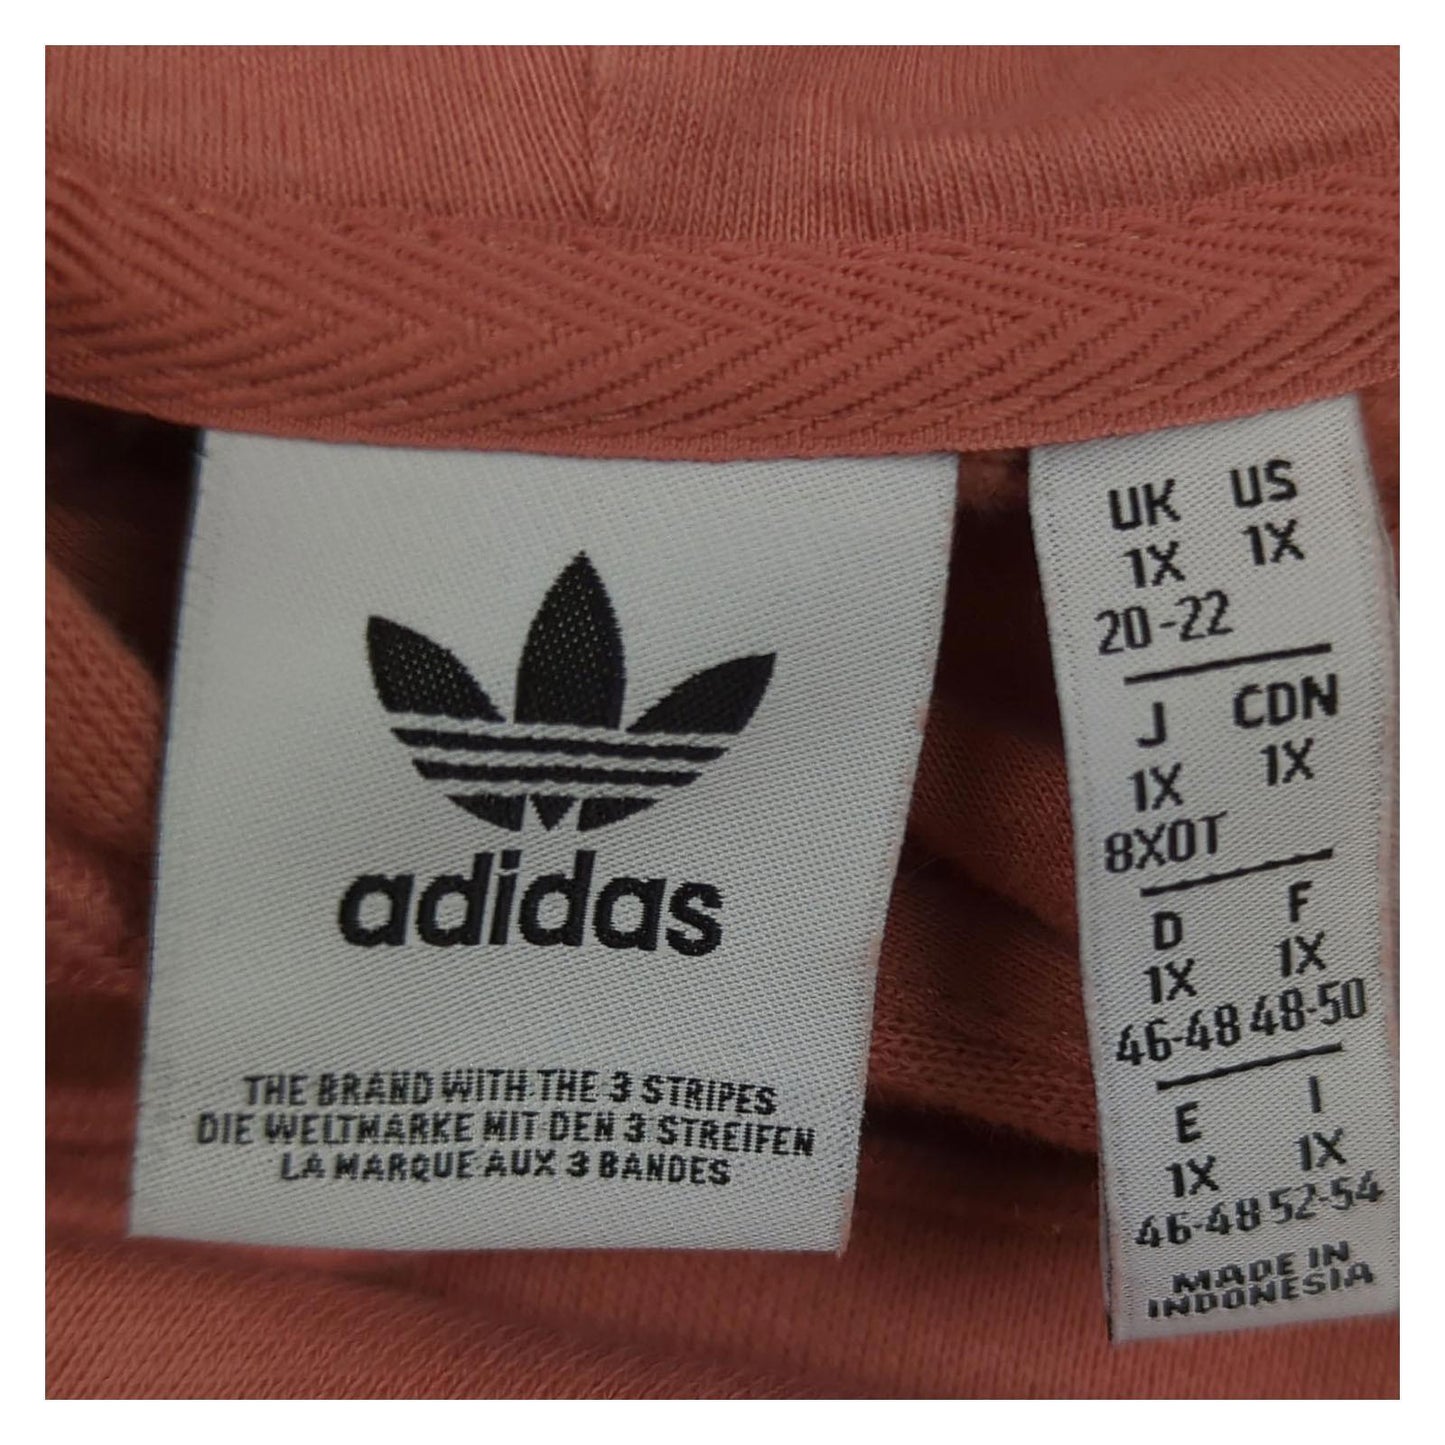 adidas
THE BRAND WITH THE 3 STRIPES
DIE WELTMARKE MIT DEN 3 STREIFEN
LA MARQUE AUX 3 BANDES
UK US
1X 1X
20-22
J CDN
1X 1X
8XOT
D F
1X 1X
46-48 48-50
E I
1X 1X
46-48 52-54
MADE IN
INDONESIA